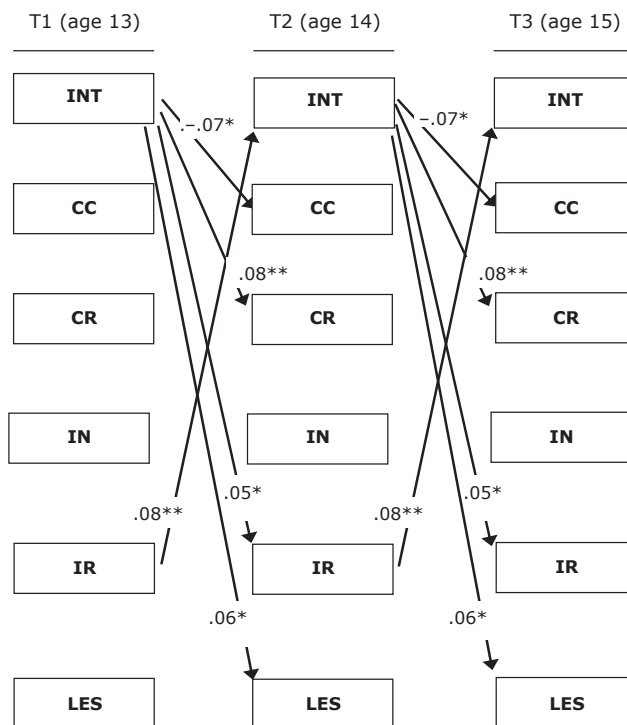 T1 (age 13) T2 (age 14) T3 (age 15)
INT INT INT
.–.07* –.07*
CC CC CC
.08** .08**
CR CR CR
IN IN IN
.05* .05*
.08** .08**
IR IR IR
.06* .06*
LES LES LES